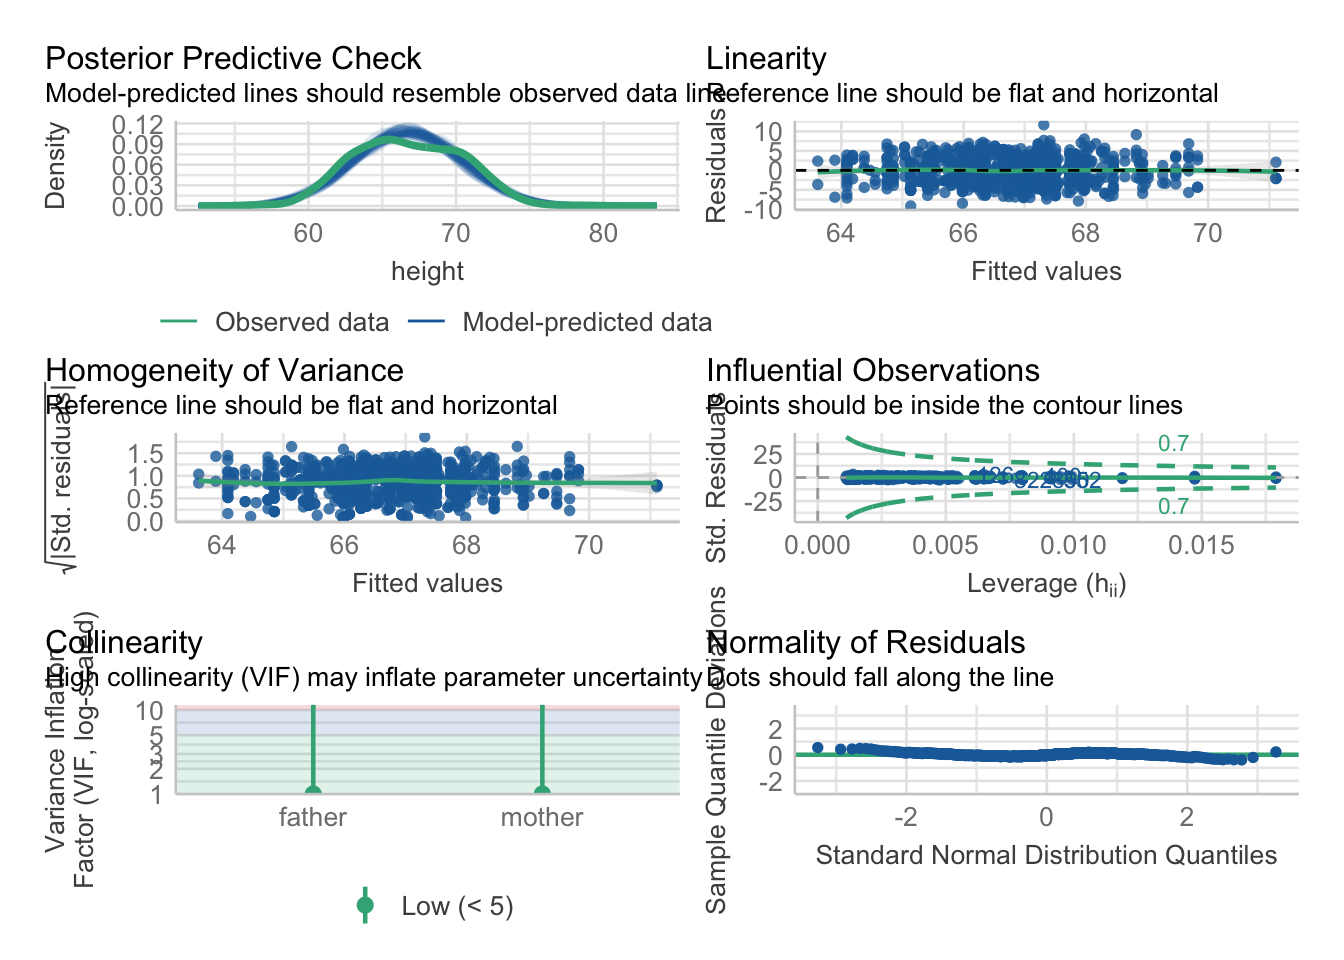 Posterior Predictive Check
Model-predicted lines should resemble observed data line
Density
0.12
0.09
0.06
0.03
0.00
60 70 80
height
Observed data Model-predicted data
Linearity
Reference line should be flat and horizontal
Residuals
10
5
0
-5
-10
64 66 68 70
Fitted values
Homogeneity of Variance
Reference line should be flat and horizontal
√|Std. residuals|
1.5
1.0
0.5
0.0
64 66 68 70
Fitted values
Influential Observations
Points should be inside the contour lines
Std. Residuals
25
0
-25
0.7
0.7
0.000 0.005 0.010 0.015
Leverage (hii)
Collinearity
High collinearity (VIF) may inflate parameter uncertainty
Variance Inflation
Factor (VIF, log-scaled)
10
5
3
2
1
father mother
Low (< 5)
Normality of Residuals
Dots should fall along the line
Sample Quantile Deviations
2
0
-2
-2 0 2
Standard Normal Distribution Quantiles